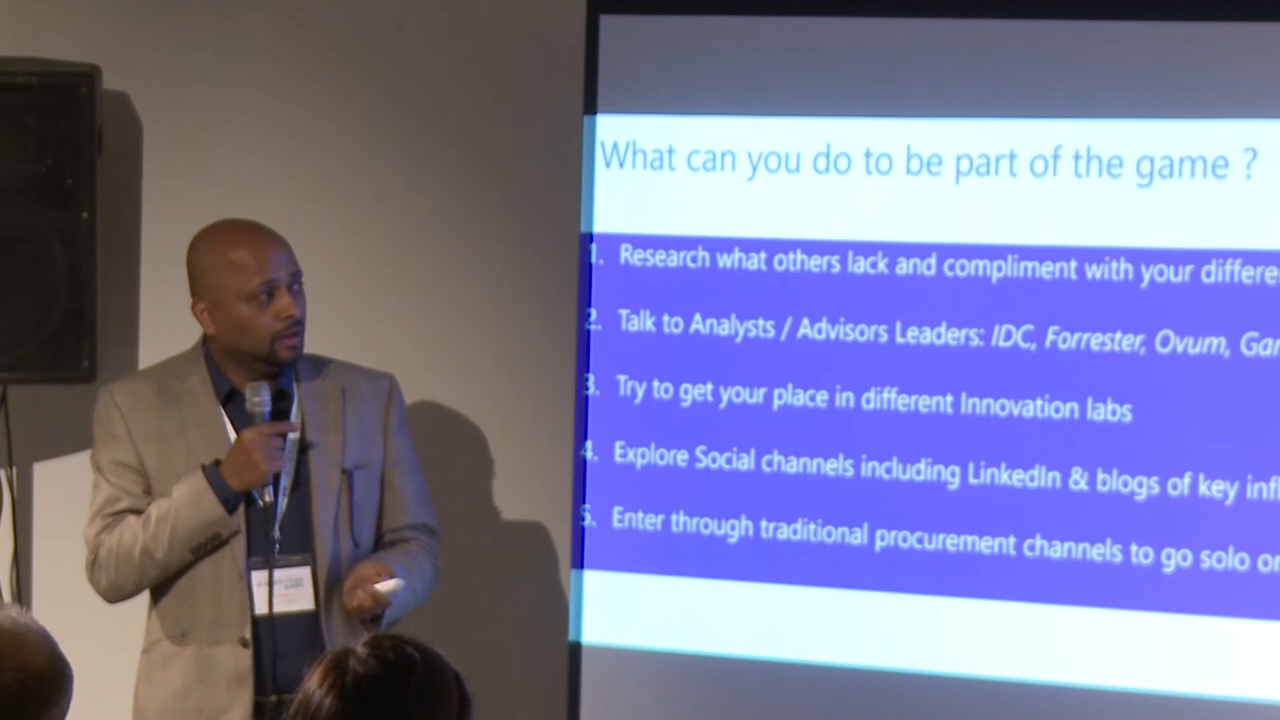 What can you do to be part of the game ?
1. Research what others lack and compliment with your differe
2. Talk to Analysts / Advisors Leaders: IDC, Forrester, Ovum, Gar
3. Try to get your place in different Innovation labs
4. Explore Social channels including LinkedIn & blogs of key infl
5. Enter through traditional procurement channels to go solo or